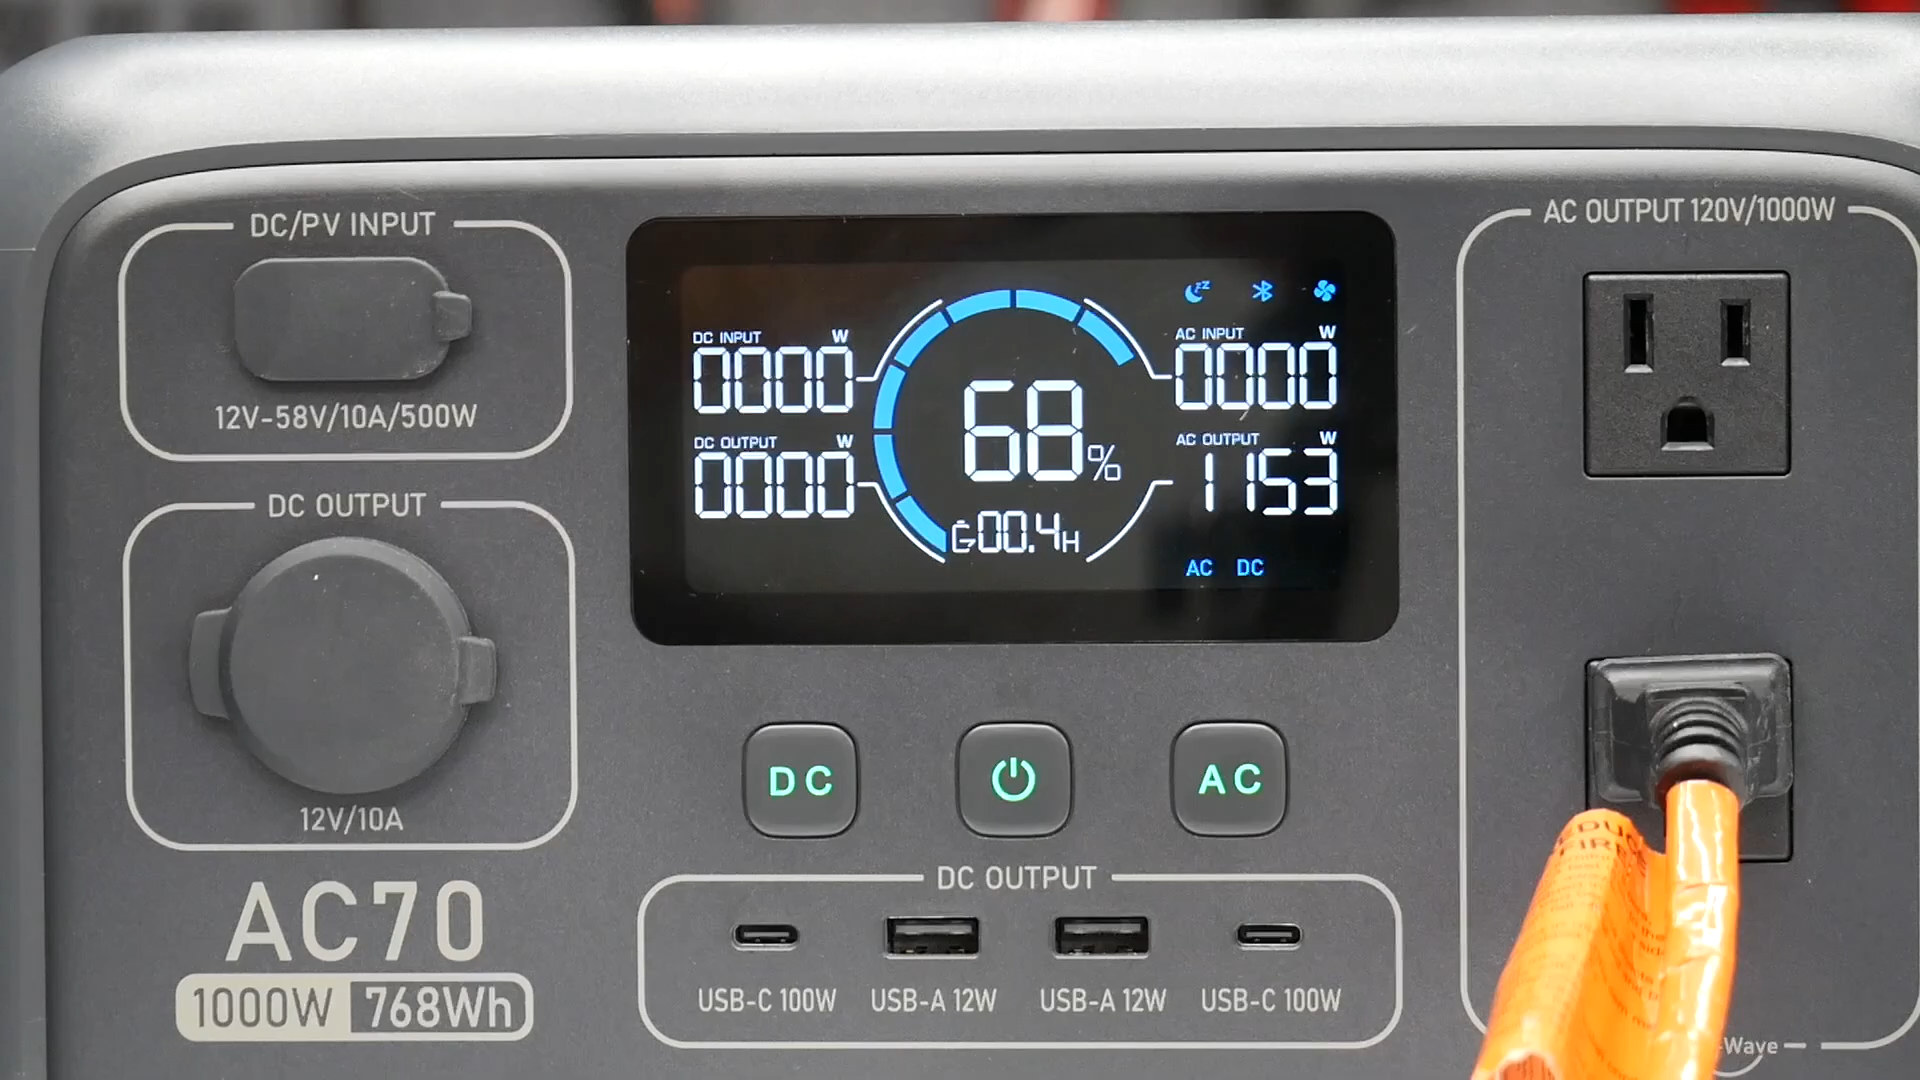 DC/PV INPUT
12V-58V/10A/500W
DC OUTPUT
12V/10A
AC70
1000W 768Wh
DC INPUT W
0000
DC OUTPUT W
0000
68%
00.4H
AC INPUT W
0000
AC OUTPUT W
1153
AC DC
DC
AC
DC OUTPUT
USB-C 100W USB-A 12W USB-A 12W USB-C 100W
AC OUTPUT 120V/1000W
Wave